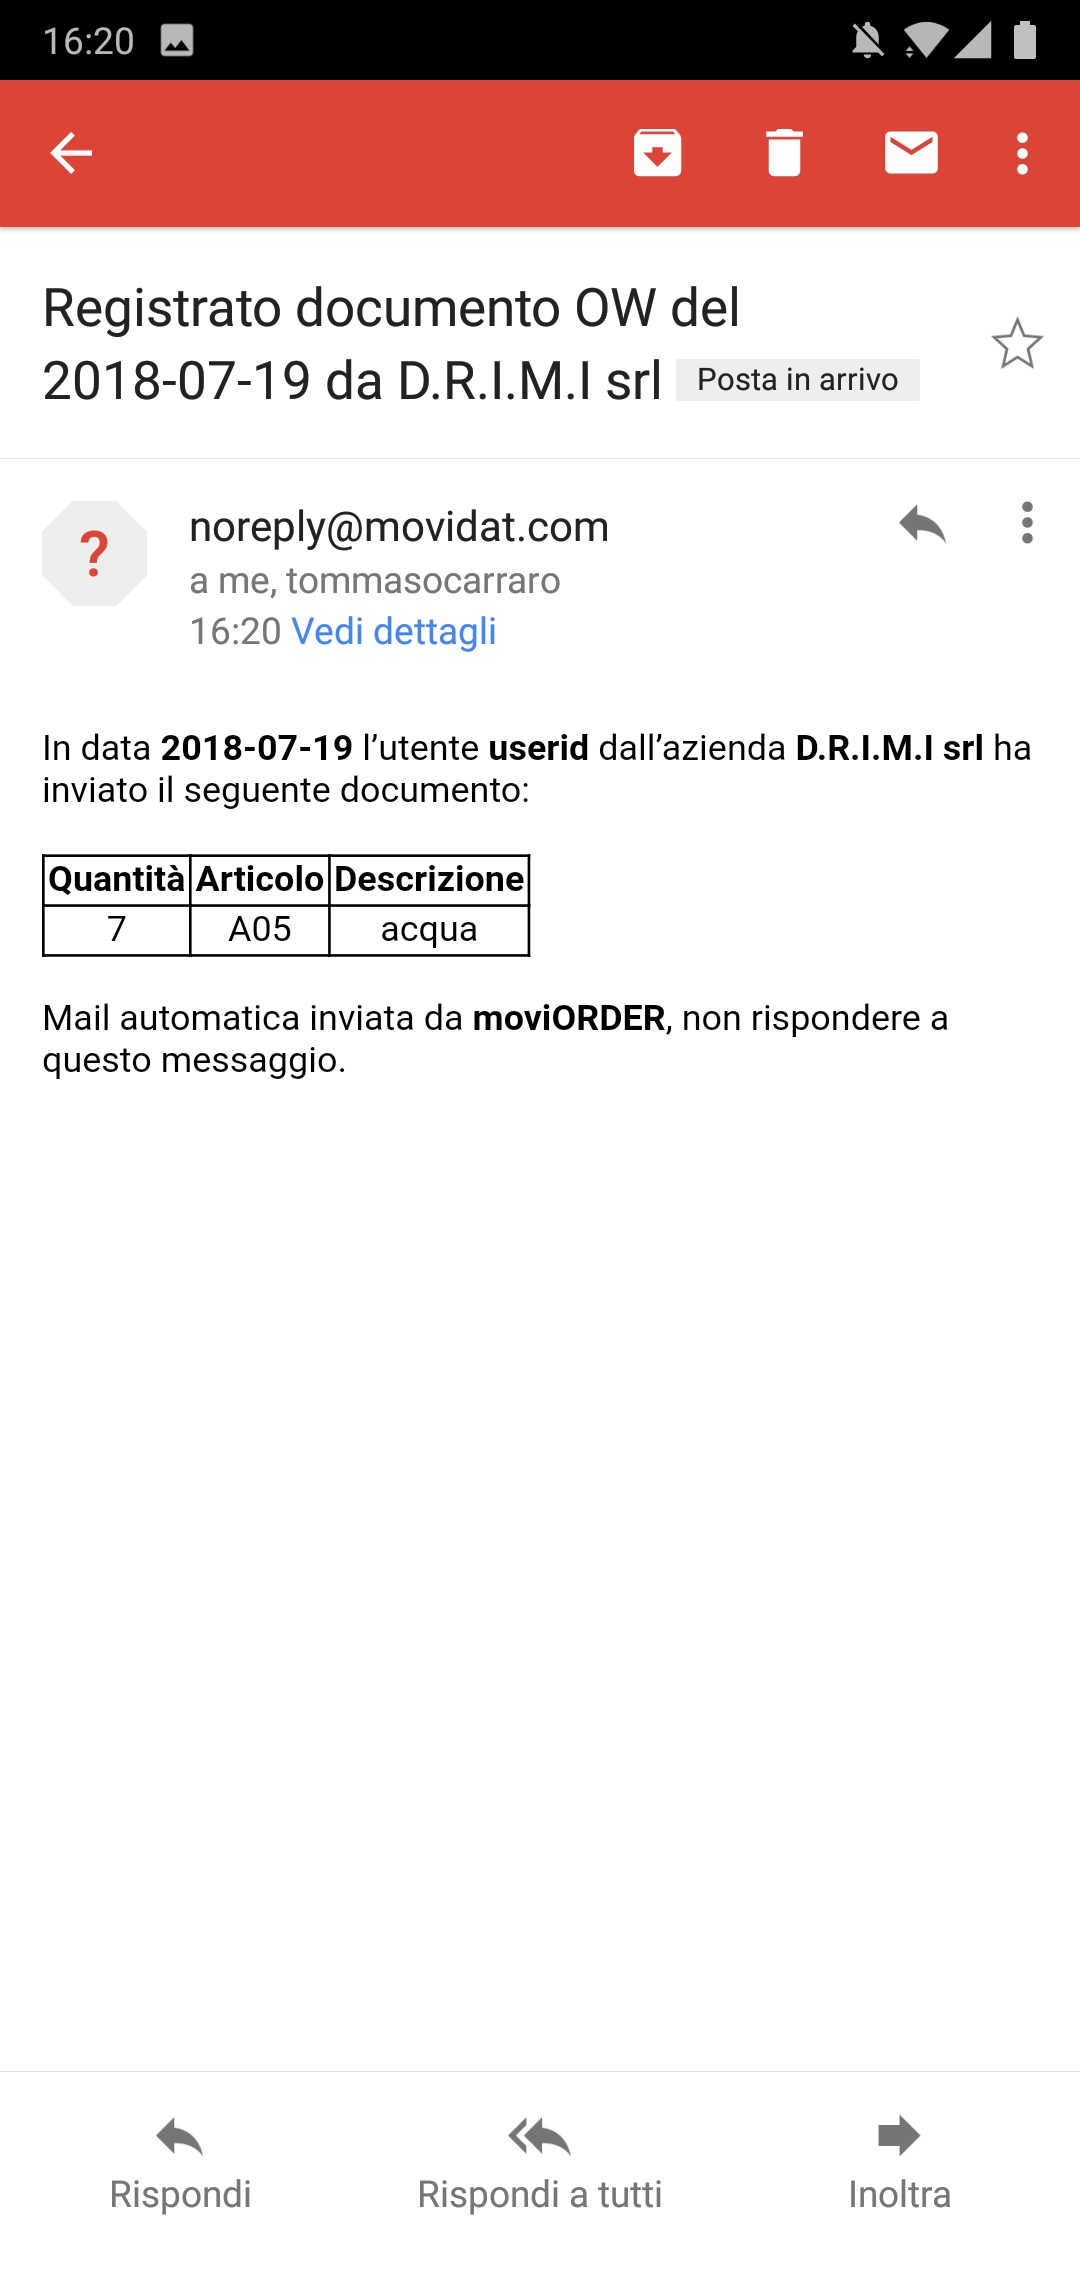 16:20
Registrato documento OW del
2018-07-19 da D.R.I.M.I srl Posta in arrivo
?
noreply@movidat.com
a me, tommasocarraro
16:20 Vedi dettagli
In data 2018-07-19 l’utente userid dall’azienda D.R.I.M.I srl ha
inviato il seguente documento:
Quantità Articolo Descrizione
7 A05 acqua
Mail automatica inviata da moviORDER, non rispondere a
questo messaggio.
Rispondi Rispondi a tutti Inoltra